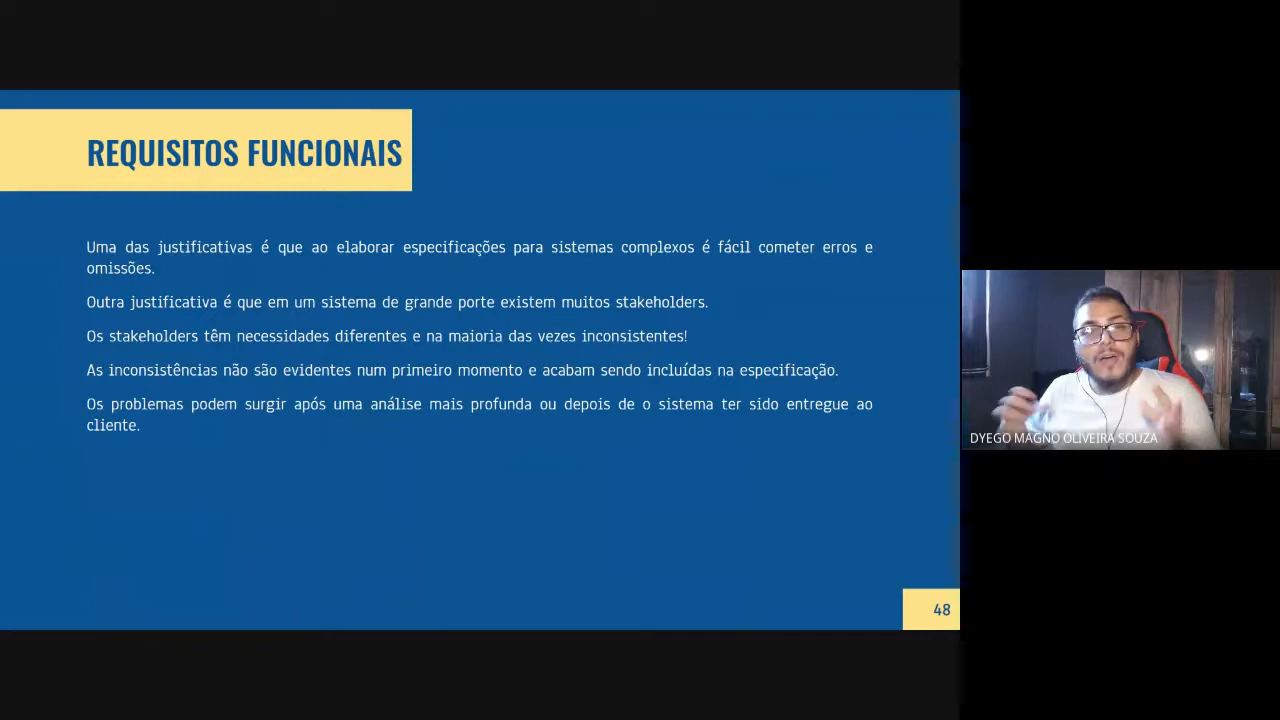 REQUISITOS FUNCIONAIS
Uma das justificativas é que ao elaborar especificações para sistemas complexos é fácil cometer erros e
omissões.
Outra justificativa é que em um sistema de grande porte existem muitos stakeholders.
Os stakeholders têm necessidades diferentes e na maioria das vezes inconsistentes!
As inconsistências não são evidentes num primeiro momento e acabam sendo incluídas na especificação.
Os problemas podem surgir após uma análise mais profunda ou depois de o sistema ter sido entregue ao
cliente.
48
DYEGO MAGNO OLIVEIRA SOUZA